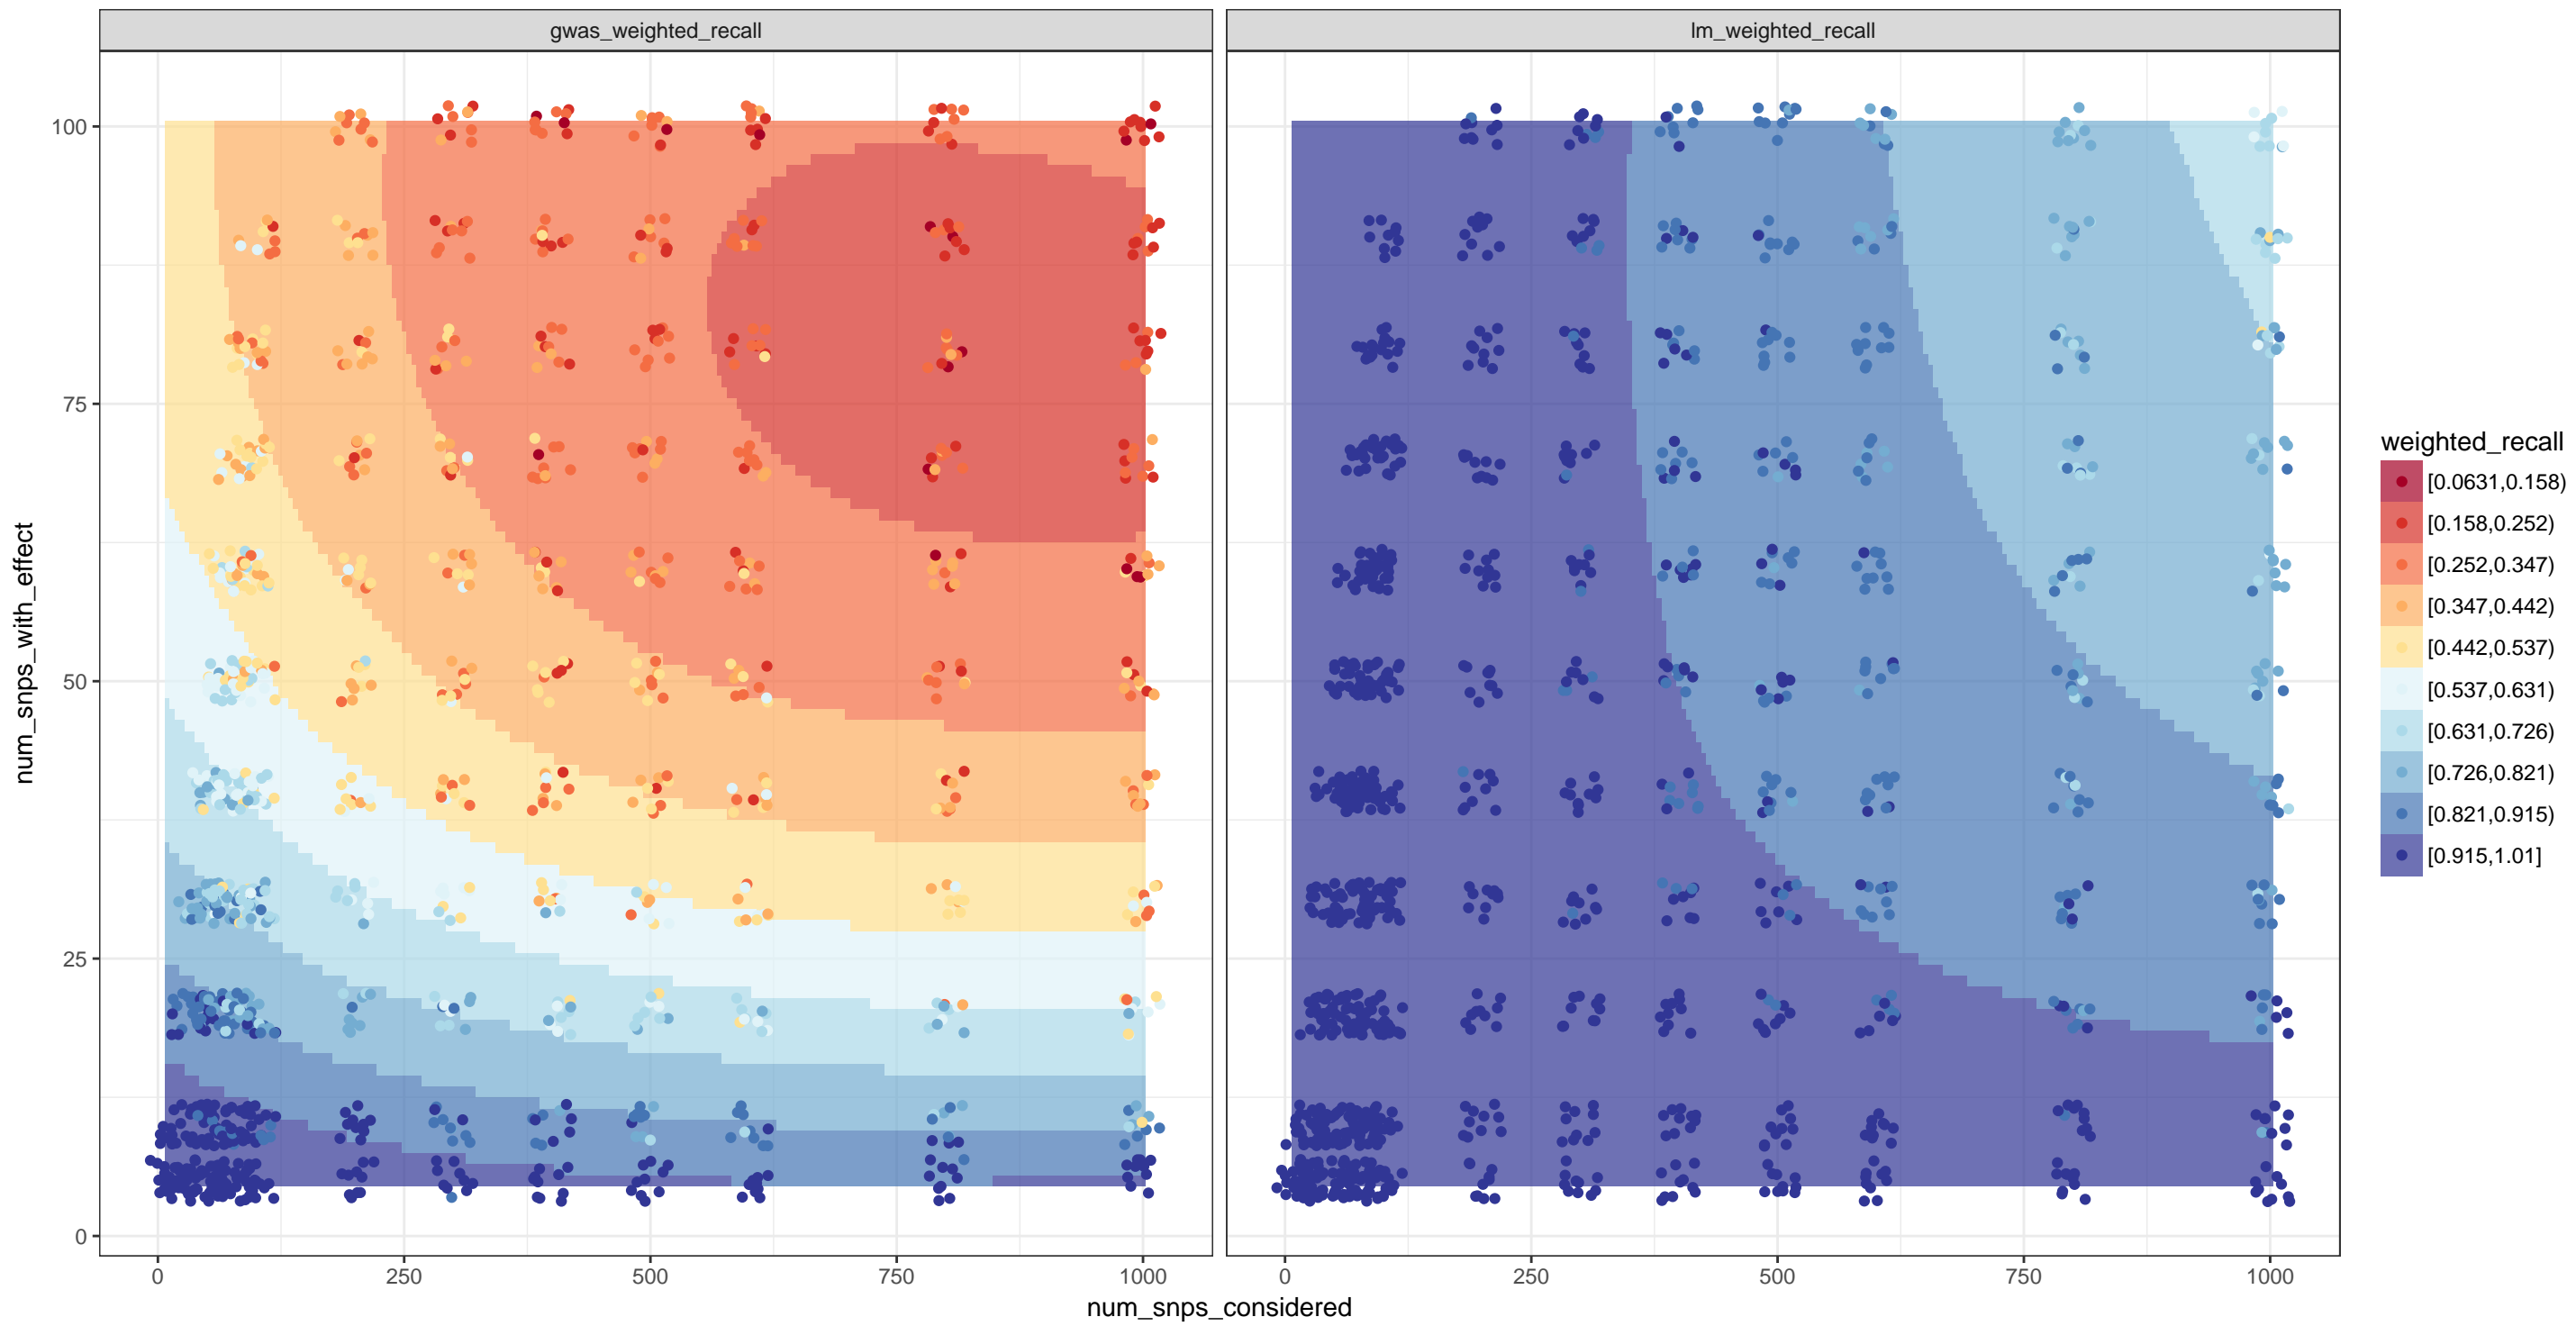 gwas_weighted_recall
lm_weighted_recall
100
75
50
25
0
num_snps_with_effect
0 250 500 750 1000
0 250 500 750 1000
num_snps_considered
weighted_recall
[0.0631,0.158)
[0.158,0.252)
[0.252,0.347)
[0.347,0.442)
[0.442,0.537)
[0.537,0.631)
[0.631,0.726)
[0.726,0.821)
[0.821,0.915)
[0.915,1.01]